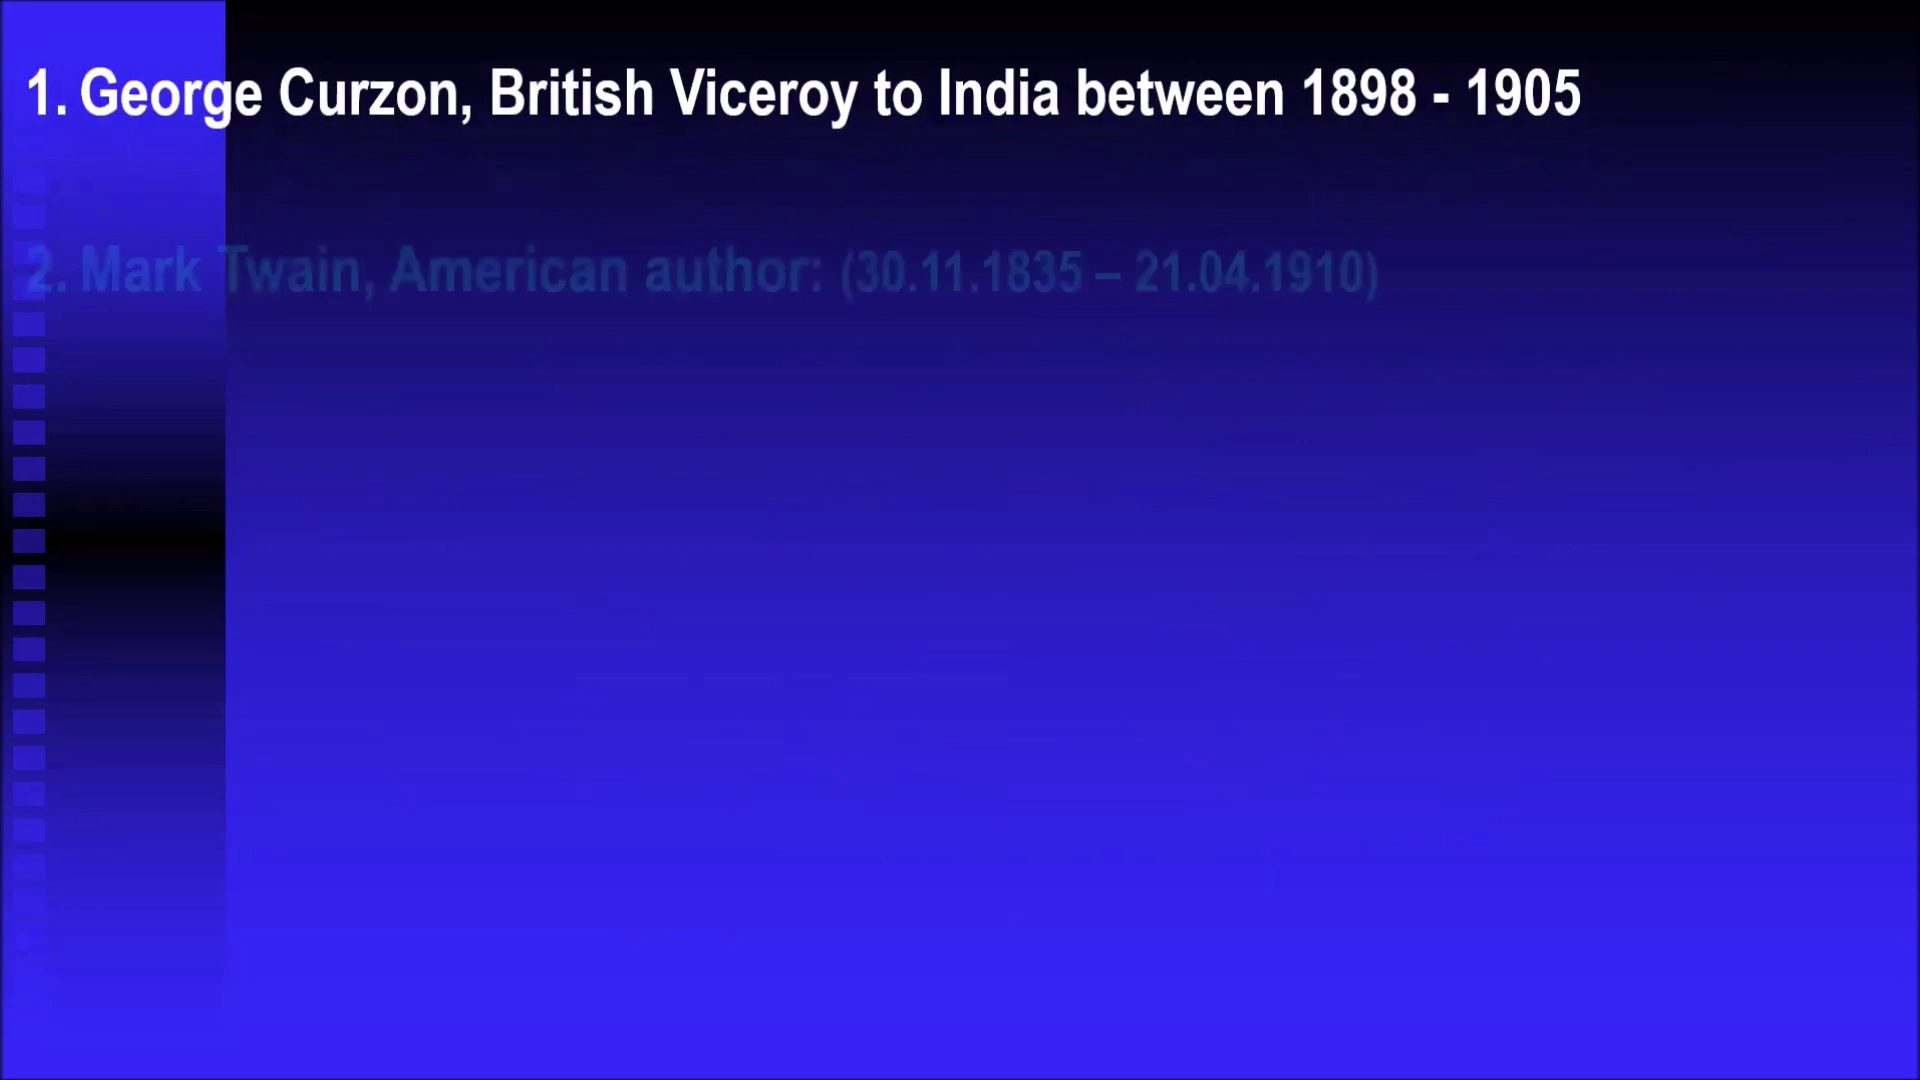 1. George Curzon, British Viceroy to India between 1898 - 1905
2. Mark Twain, American author: (30.11.1835 – 21.04.1910)